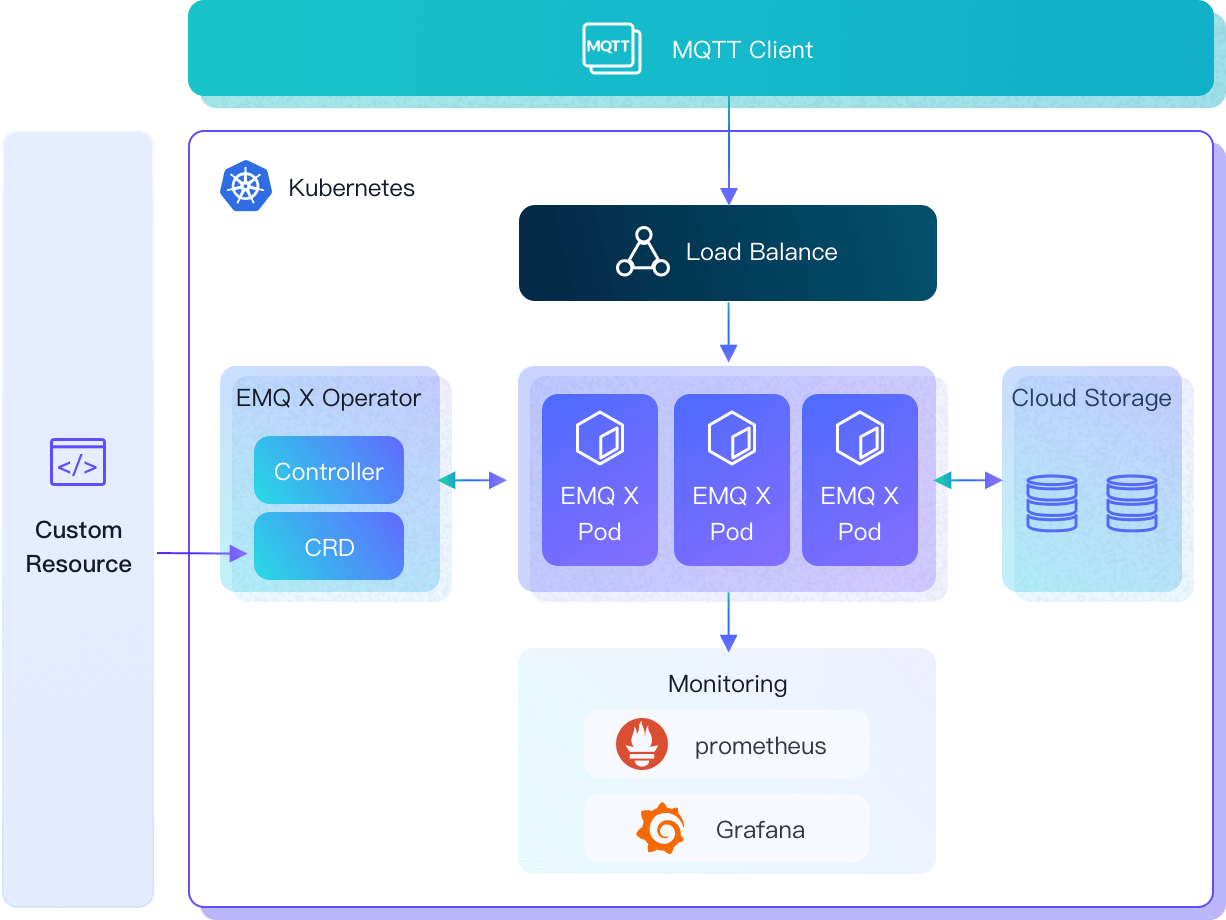 MQTT
MQTT Client
Kubernetes
Load Balance
EMQ X Operator
Controller
CRD
EMQ X
Pod
EMQ X
Pod
EMQ X
Pod
Cloud Storage
</>
Custom
Resource
Monitoring
prometheus
Grafana